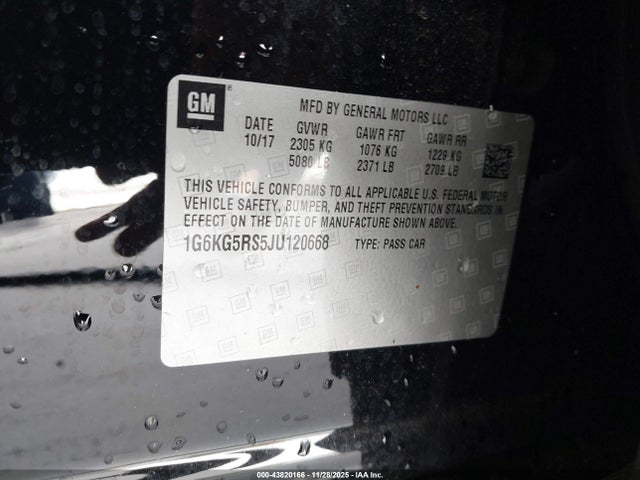 GM ®
MFD BY GENERAL MOTORS LLC
DATE GVWR GAWR FRT GAWR RR
10/17 2305 KG 1076 KG 1229 KG
5080 LB 2371 LB 2709 LB
THIS VEHICLE CONFORMS TO ALL APPLICABLE U.S. FEDERAL MOTOR
VEHICLE SAFETY, BUMPER, AND THEFT PREVENTION STANDARDS IN
EFFECT ON THE DATE OF MANUFACTURE SHOWN ABOVE.
1G6KG5RS5JU120668 TYPE: PASS CAR
000-43820166 - 11/28/2025 - IAA Inc.